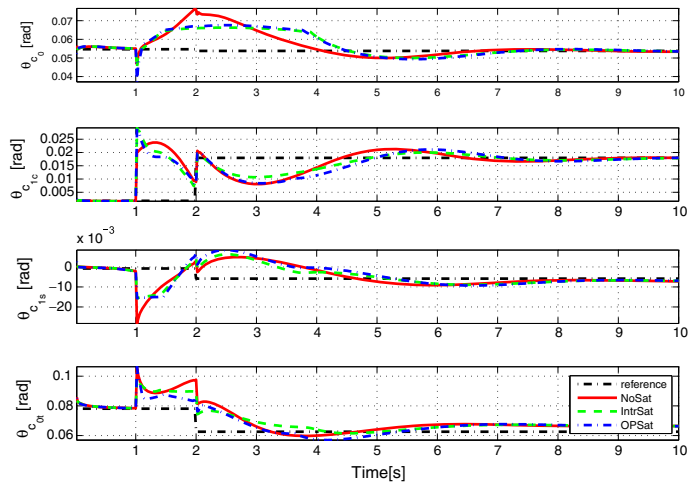 0.07
0.06
0.05
0.04
θc0 [rad]
1 2 3 4 5 6 7 8 9 10
0.025
0.020
0.015
0.010
0.005
θc1c [rad]
1 2 3 4 5 6 7 8 9 10
x 10−3
0
−10
−20
θc1s [rad]
1 2 3 4 5 6 7 8 9 10
0.1
0.08
0.06
θc0t [rad]
reference
NoSat
IntrSat
OPSat
1 2 3 4 5 6 7 8 9 10
Time[s]